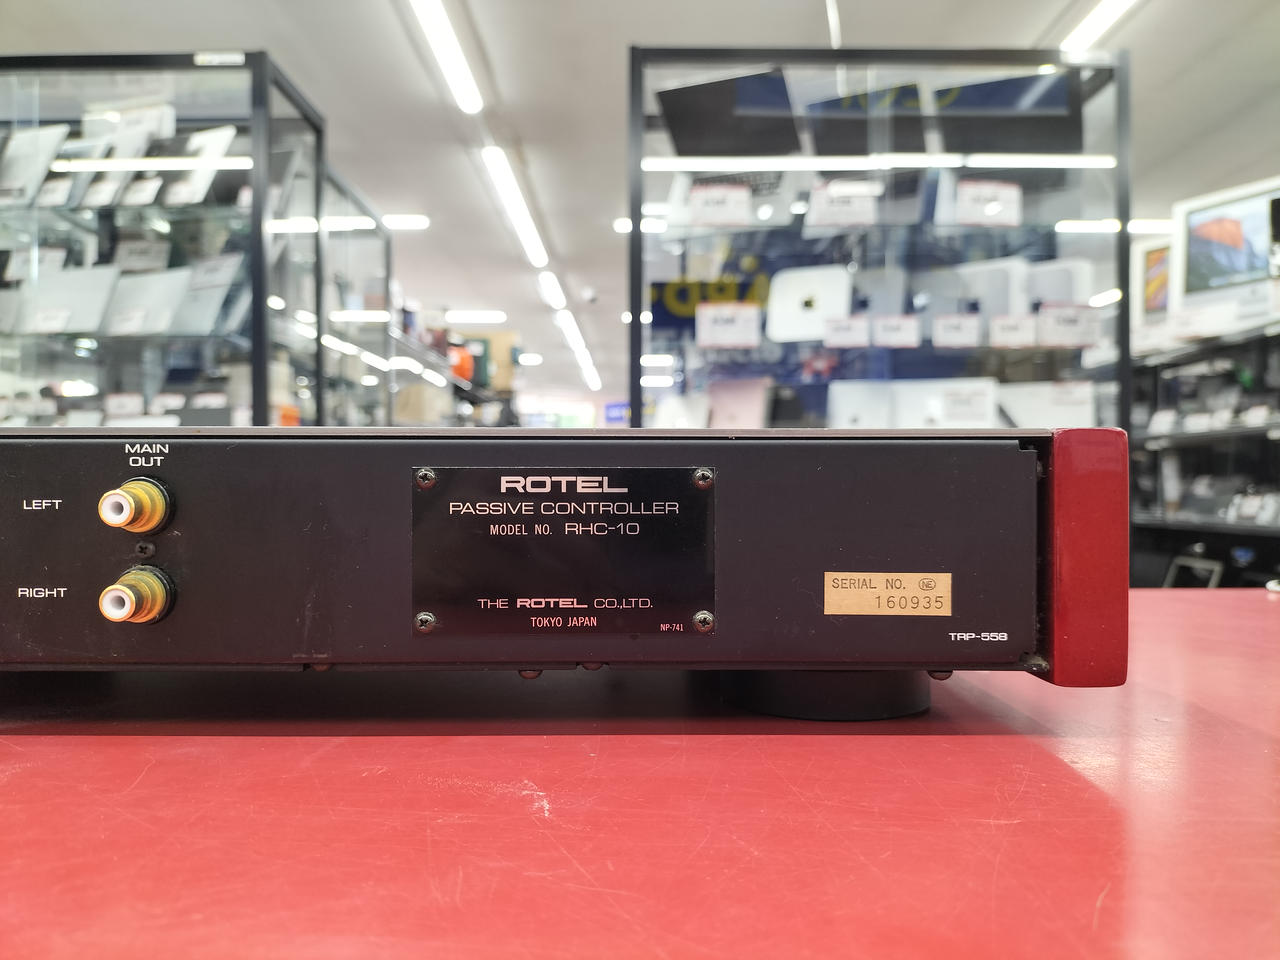 MAIN
OUT
LEFT
RIGHT
ROTEL
PASSIVE CONTROLLER
MODEL NO. RHC-10
THE ROTEL CO.,LTD.
TOKYO JAPAN
NP-741
SERIAL NO. NE
160935
TRP-558